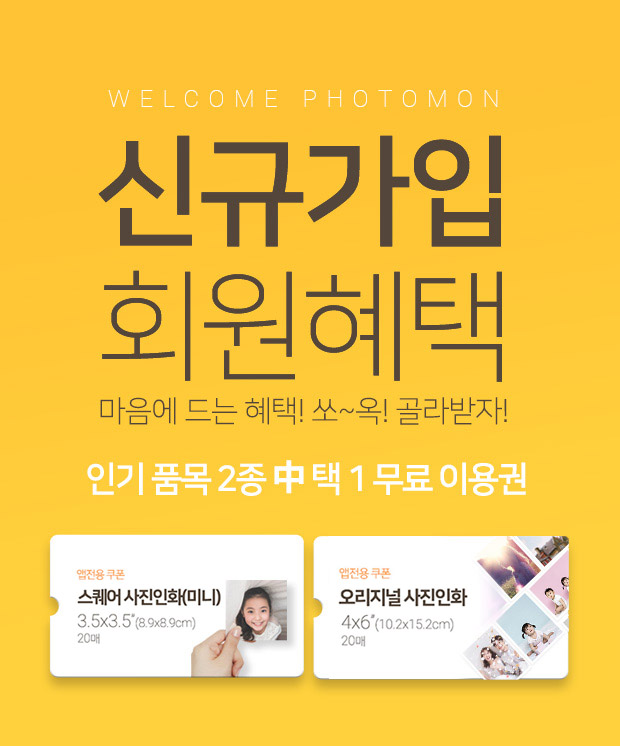 WELCOME PHOTOMON
신규가입
회원혜택
마음에 드는 혜택! 쏘~옥! 골라받자!
인기 품목 2종 中 택 1 무료 이용권
앱전용 쿠폰
스퀘어 사진인화(미니)
3.5x3.5″(8.9x8.9cm)
20매
앱전용 쿠폰
오리지널 사진인화
4x6″(10.2x15.2cm)
20매